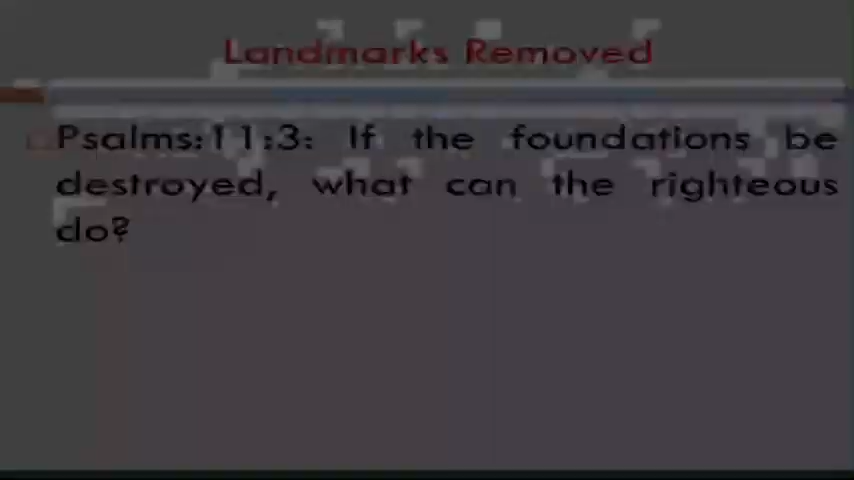 Landmarks Removed
Psalms:11:3: If the foundations be
destroyed, what can the righteous
do?